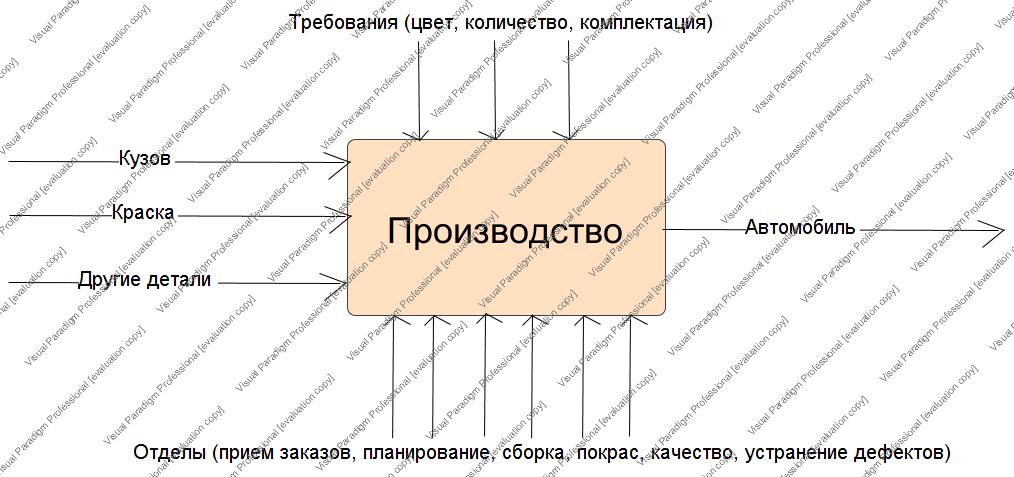 Требования (цвет, количество, комплектация)
Кузов
Краска
Другие детали
Производство
Автомобиль
Отделы (прием заказов, планирование, сборка, покрас, качество, устранение дефектов)
Visual Paradigm Professional [evaluation copy]